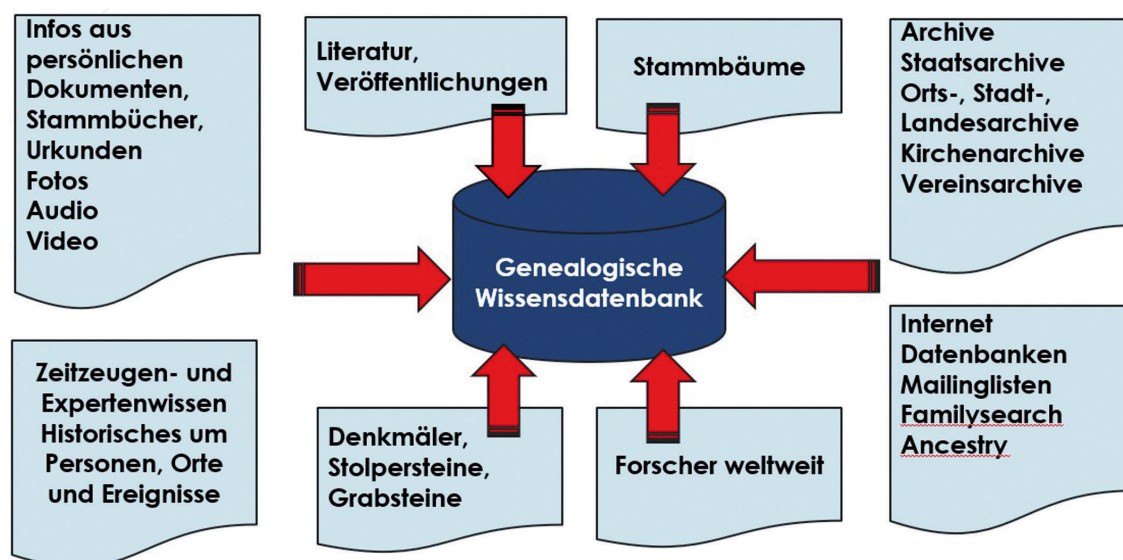 Infos aus
persönlichen
Dokumenten,
Stammbücher,
Urkunden
Fotos
Audio
Video
Literatur,
Veröffentlichungen
Stammbäume
Archive
Staatsarchive
Orts-, Stadt-,
Landesarchive
Kirchenarchive
Vereinsarchive
Genealogische
Wissensdatenbank
Zeitzeugen- und
Expertenwissen
Historisches um
Personen, Orte
und Ereignisse
Denkmäler,
Stolpersteine,
Grabsteine
Forscher weltweit
Internet
Datenbanken
Mailinglisten
Familysearch
Ancestry